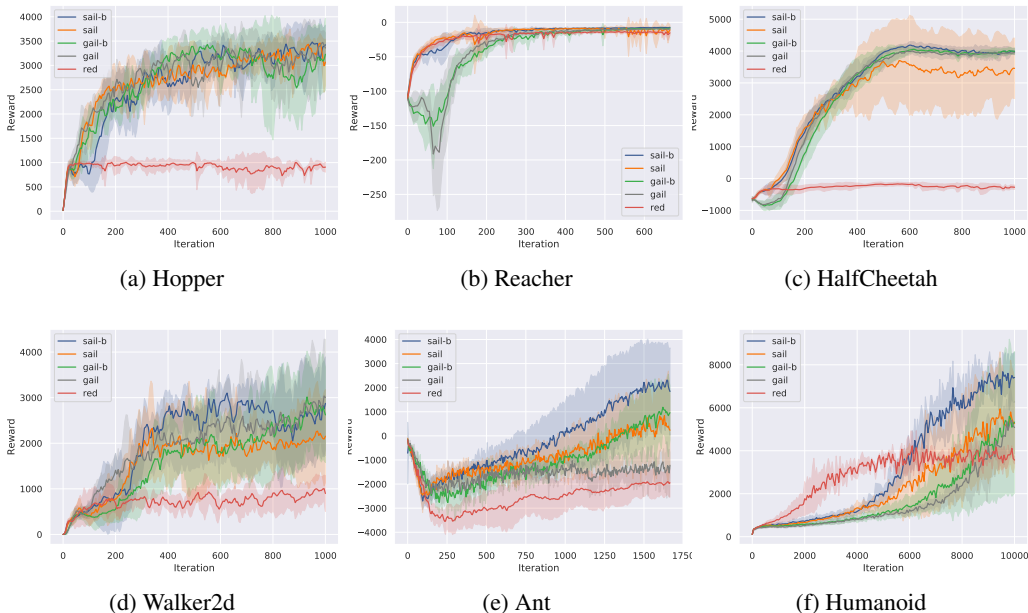 sail-b
sail
gail-b
gail
red
4000
3500
3000
2500
2000
1500
1000
500
0
Reward
0 200 400 600 800 1000
Iteration
(a) Hopper
0
−50
−100
−150
−200
−250
Reward
sail-b
sail
gail-b
gail
red
0 100 200 300 400 500 600
Iteration
(b) Reacher
sail-b
sail
gail-b
gail
red
5000
4000
3000
2000
1000
0
−1000
Reward
0 200 400 600 800 1000
Iteration
(c) HalfCheetah
sail-b
sail
gail-b
gail
red
4000
3000
2000
1000
0
Reward
0 200 400 600 800 1000
Iteration
(d) Walker2d
sail-b
sail
gail-b
gail
red
4000
3000
2000
1000
0
−1000
−2000
−3000
−4000
Reward
0 250 500 750 1000 1250 1500 1750
Iteration
(e) Ant
sail-b
sail
gail-b
gail
red
8000
6000
4000
2000
0
Reward
0 2000 4000 6000 8000 10000
Iteration
(f) Humanoid